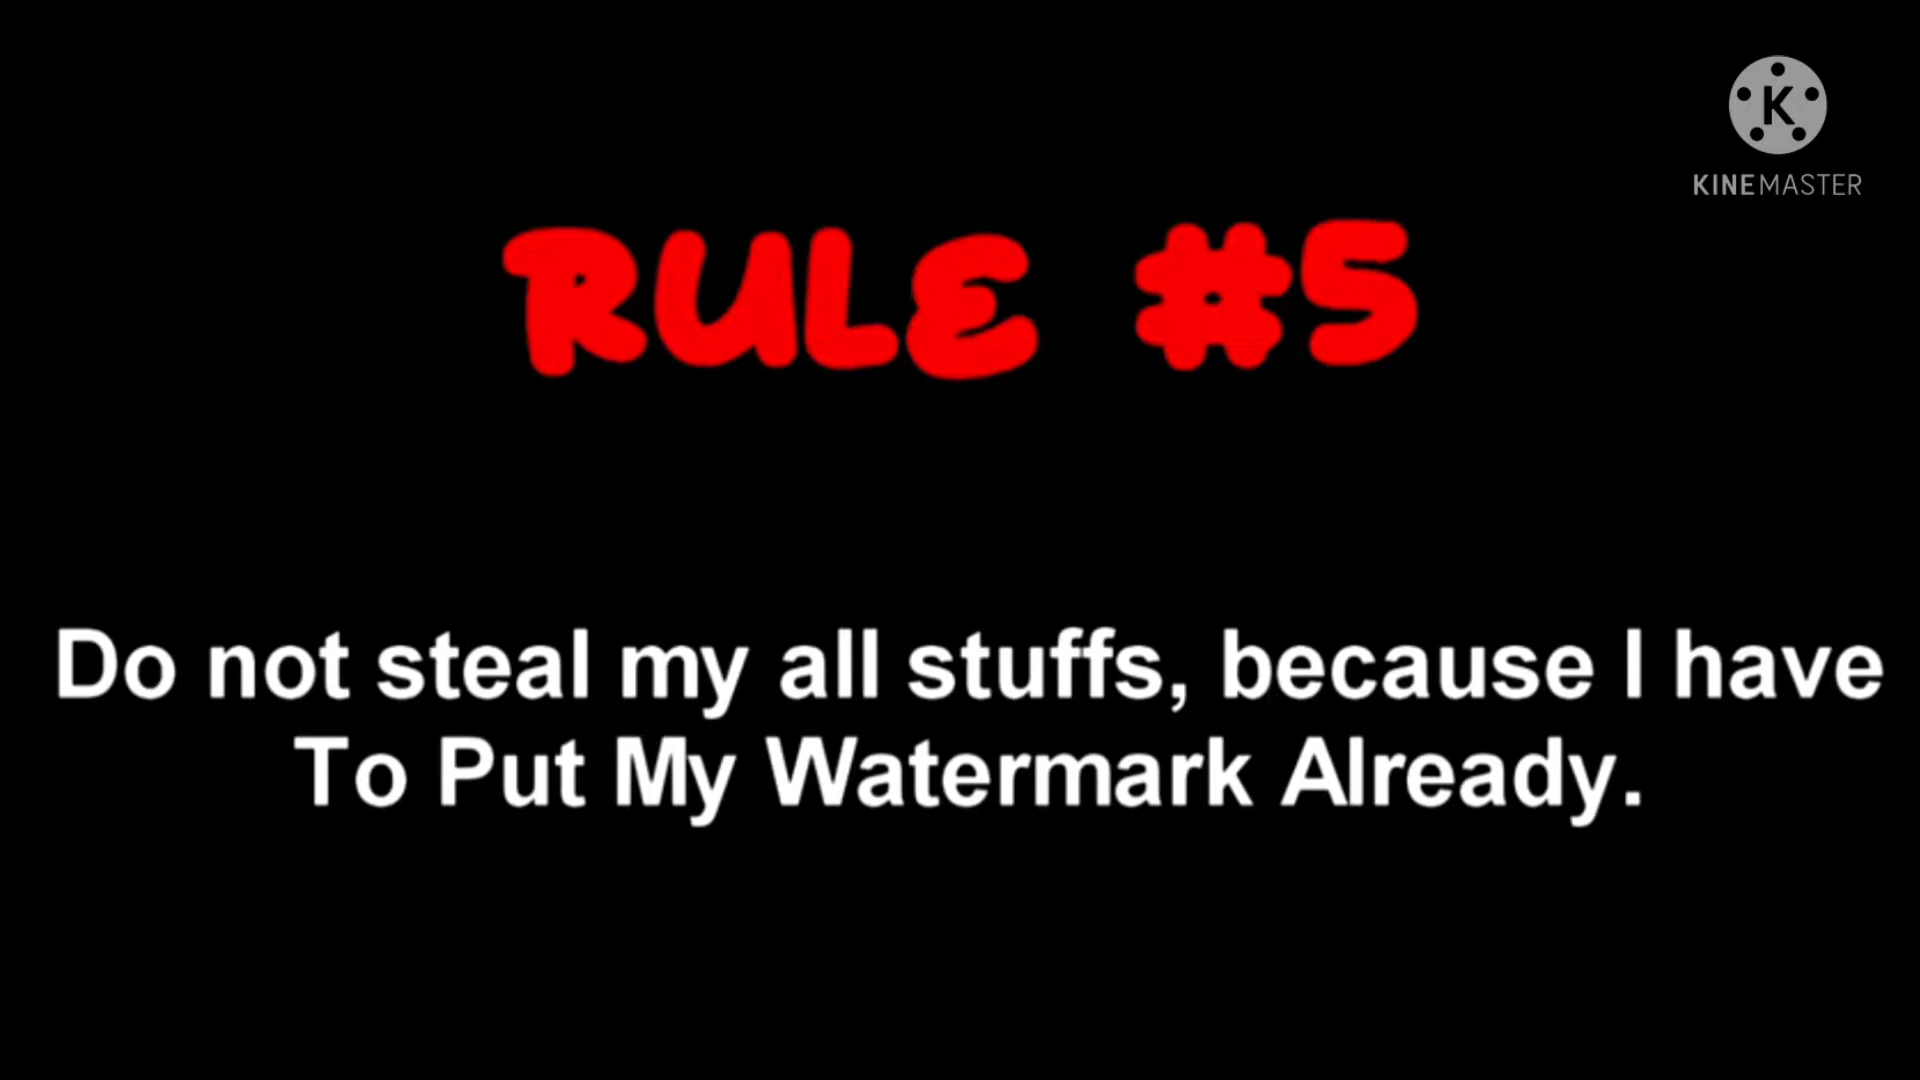 K
KINEMASTER
RULE #5
Do not steal my all stuffs, because I have
To Put My Watermark Already.